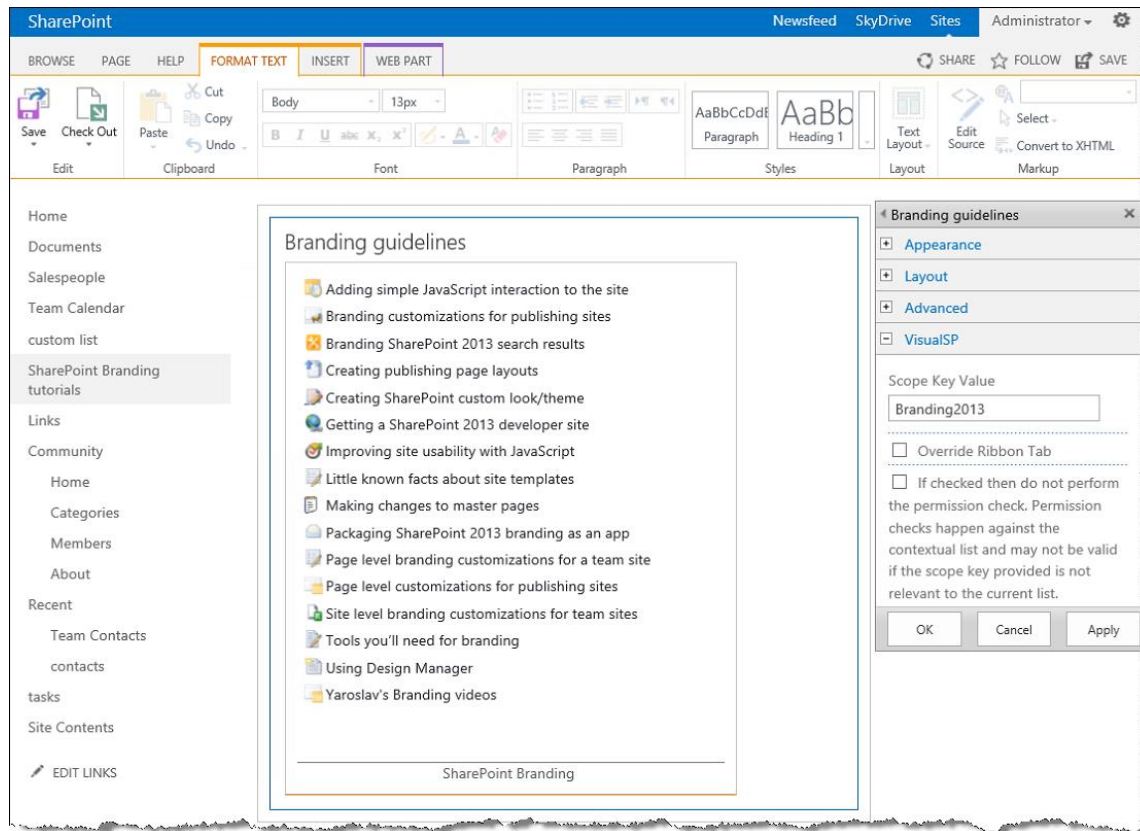 SharePoint
Newsfeed SkyDrive Sites Administrator
BROWSE PAGE HELP FORMAT TEXT INSERT WEB PART
SHARE FOLLOW SAVE
Save
Check Out
Edit
Paste
Cut
Copy
Undo
Clipboard
Body 13px
B I U abc X₂ X² A
Font
Paragraph
AaBbCcDdE
Paragraph
AaBb
Heading 1
Styles
Text
Layout
Layout
Edit
Source
Select
Convert to XHTML
Markup
Home
Documents
Salespeople
Team Calendar
custom list
SharePoint Branding
tutorials
Links
Community
Home
Categories
Members
About
Recent
Team Contacts
contacts
tasks
Site Contents
EDIT LINKS
Branding guidelines
Adding simple JavaScript interaction to the site
Branding customizations for publishing sites
Branding SharePoint 2013 search results
Creating publishing page layouts
Creating SharePoint custom look/theme
Getting a SharePoint 2013 developer site
Improving site usability with JavaScript
Little known facts about site templates
Making changes to master pages
Packaging SharePoint 2013 branding as an app
Page level branding customizations for a team site
Page level customizations for publishing sites
Site level branding customizations for team sites
Tools you'll need for branding
Using Design Manager
Yaroslav's Branding videos
SharePoint Branding
Branding guidelines
Appearance
Layout
Advanced
VisualSP
Scope Key Value
Branding2013
Override Ribbon Tab
If checked then do not perform
the permission check. Permission
checks happen against the
contextual list and may not be valid
if the scope key provided is not
relevant to the current list.
OK Cancel Apply